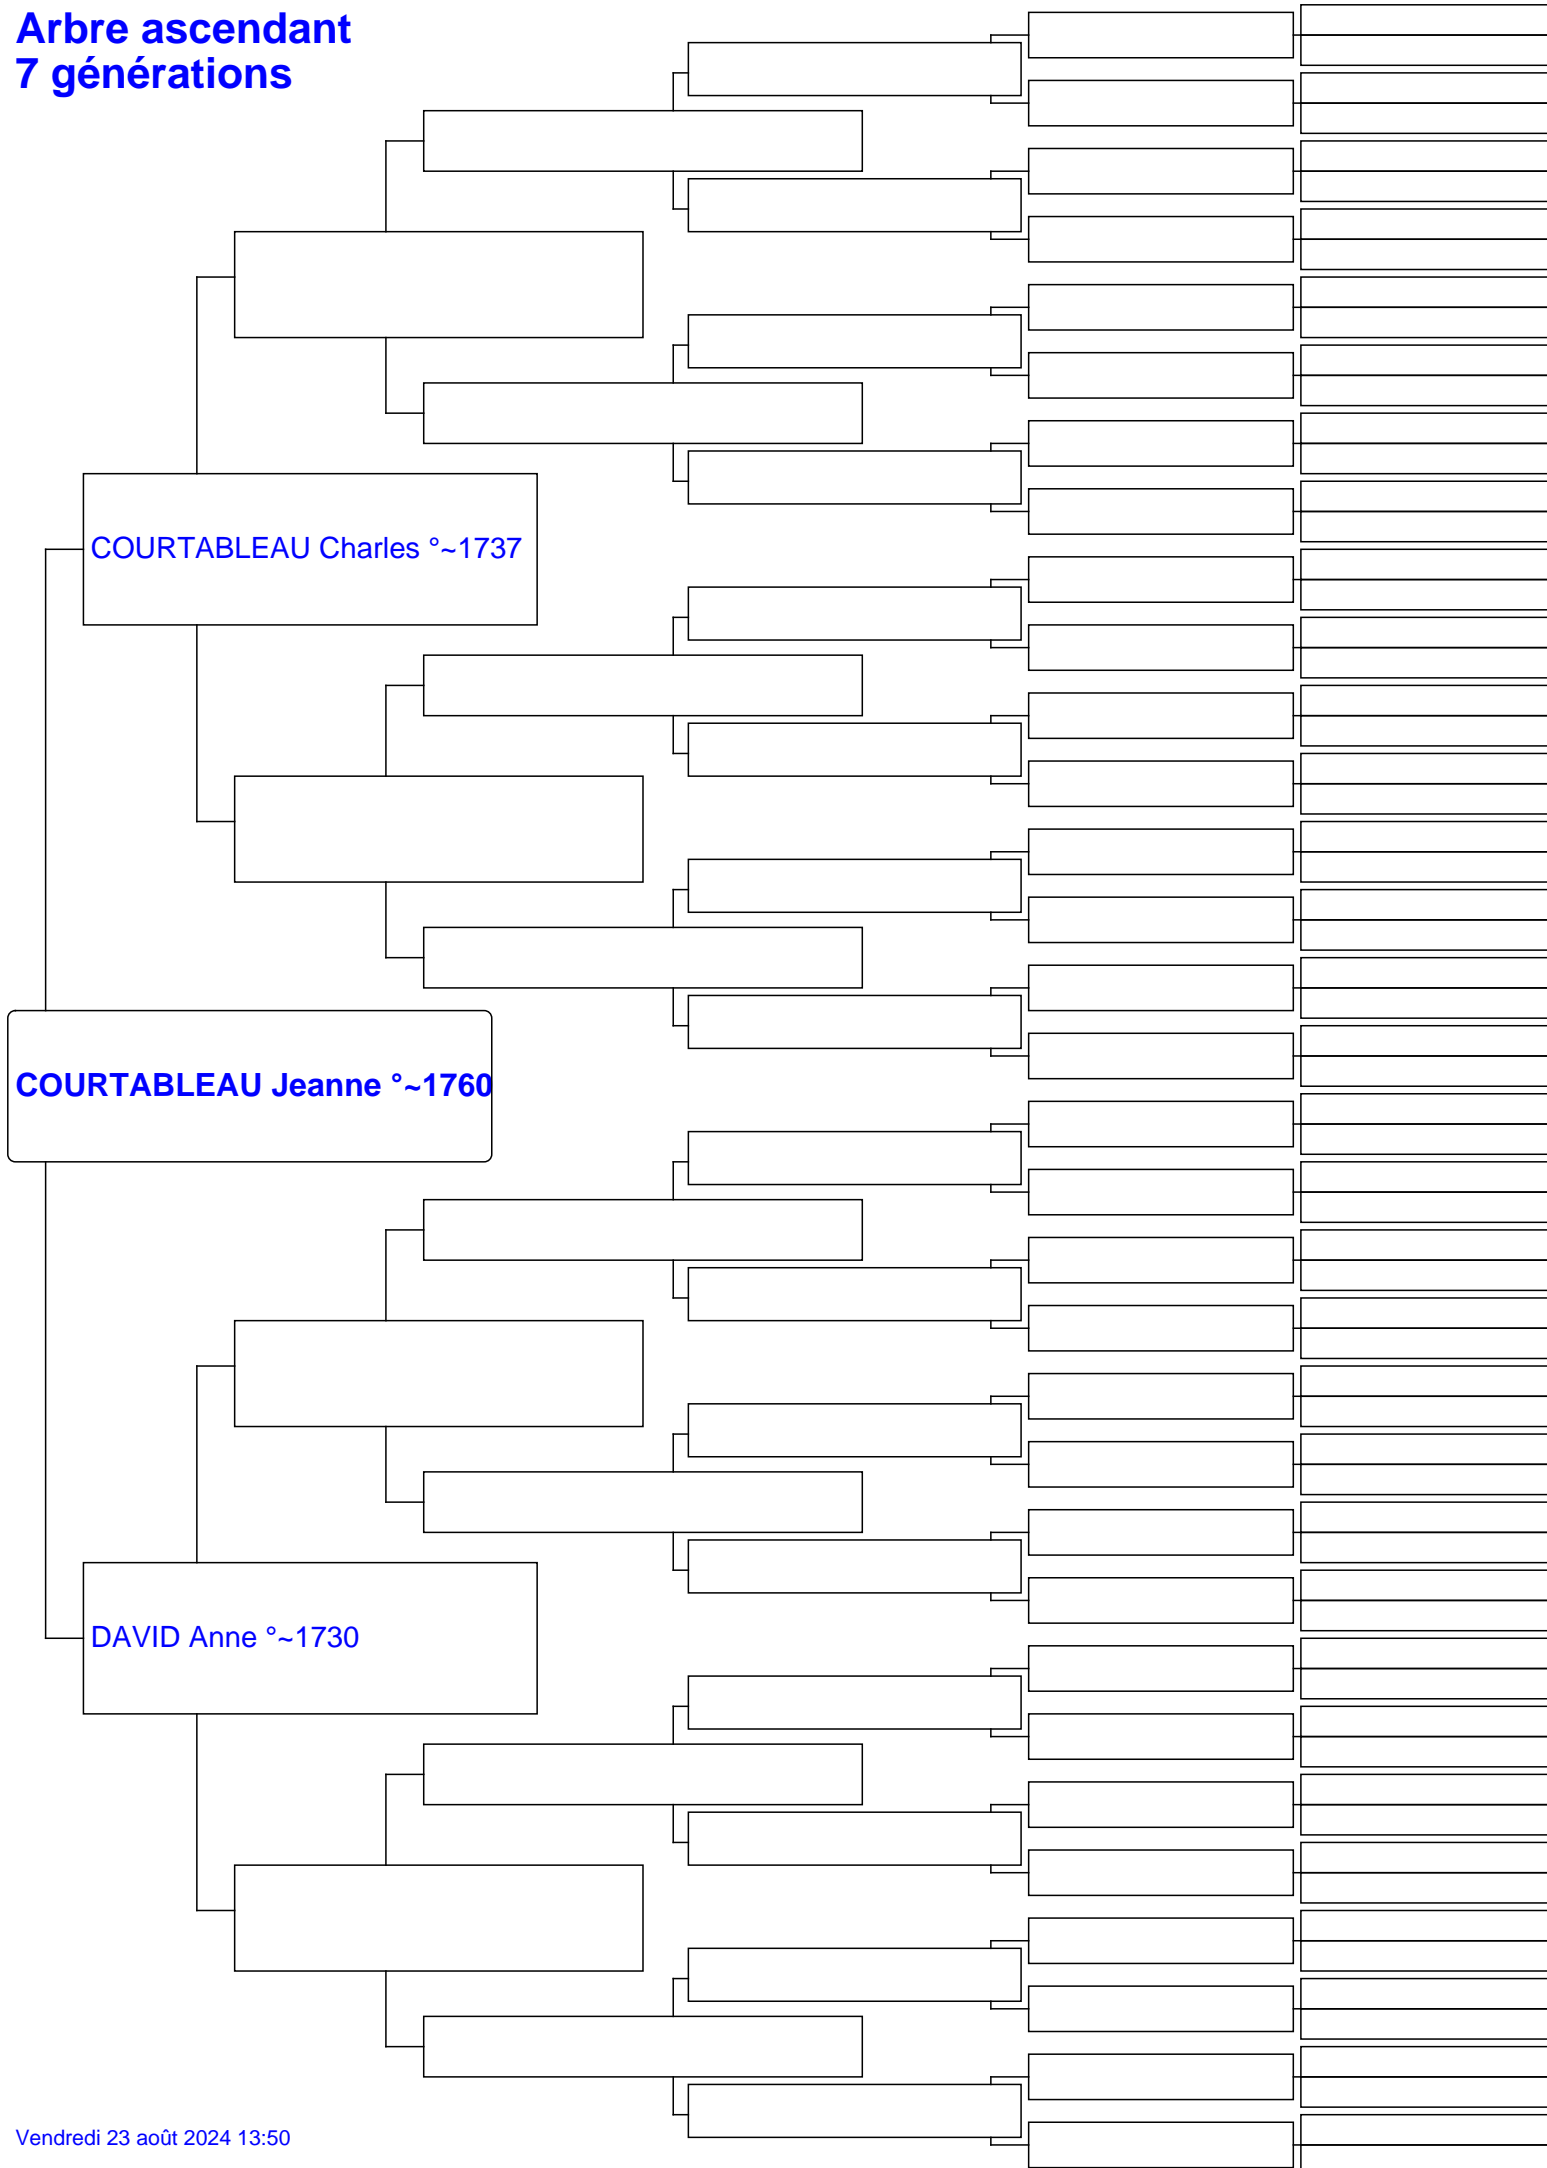 Arbre ascendant
7 générations
COURTABLEAU Charles °~1737
COURTABLEAU Jeanne °~1760
DAVID Anne °~1730
Vendredi 23 août 2024 13:50